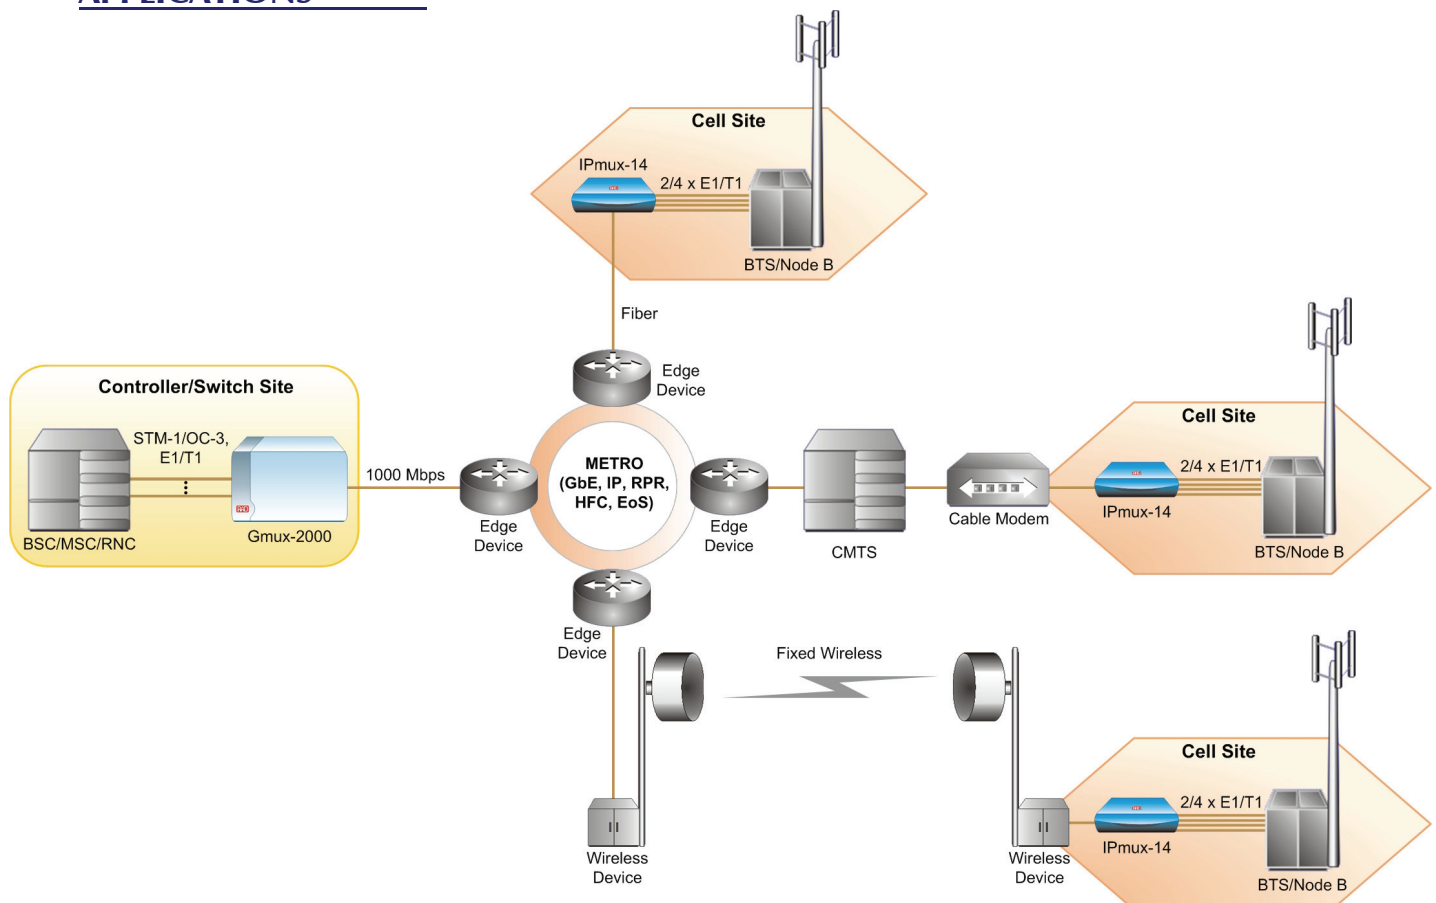 APPLICATIONS
Cell Site
IPmux-14
2/4 x E1/T1
BTS/Node B
Fiber
Edge
Device
Controller/Switch Site
STM-1/OC-3,
E1/T1
BSC/MSC/RNC
Gmux-2000
1000 Mbps
Edge
Device
METRO
(GbE, IP, RPR,
HFC, EoS)
Edge
Device
CMTS
Cable Modem
Cell Site
2/4 x E1/T1
IPmux-14
BTS/Node B
Edge
Device
Fixed Wireless
Wireless
Device
Wireless
Device
Cell Site
2/4 x E1/T1
IPmux-14
BTS/Node B